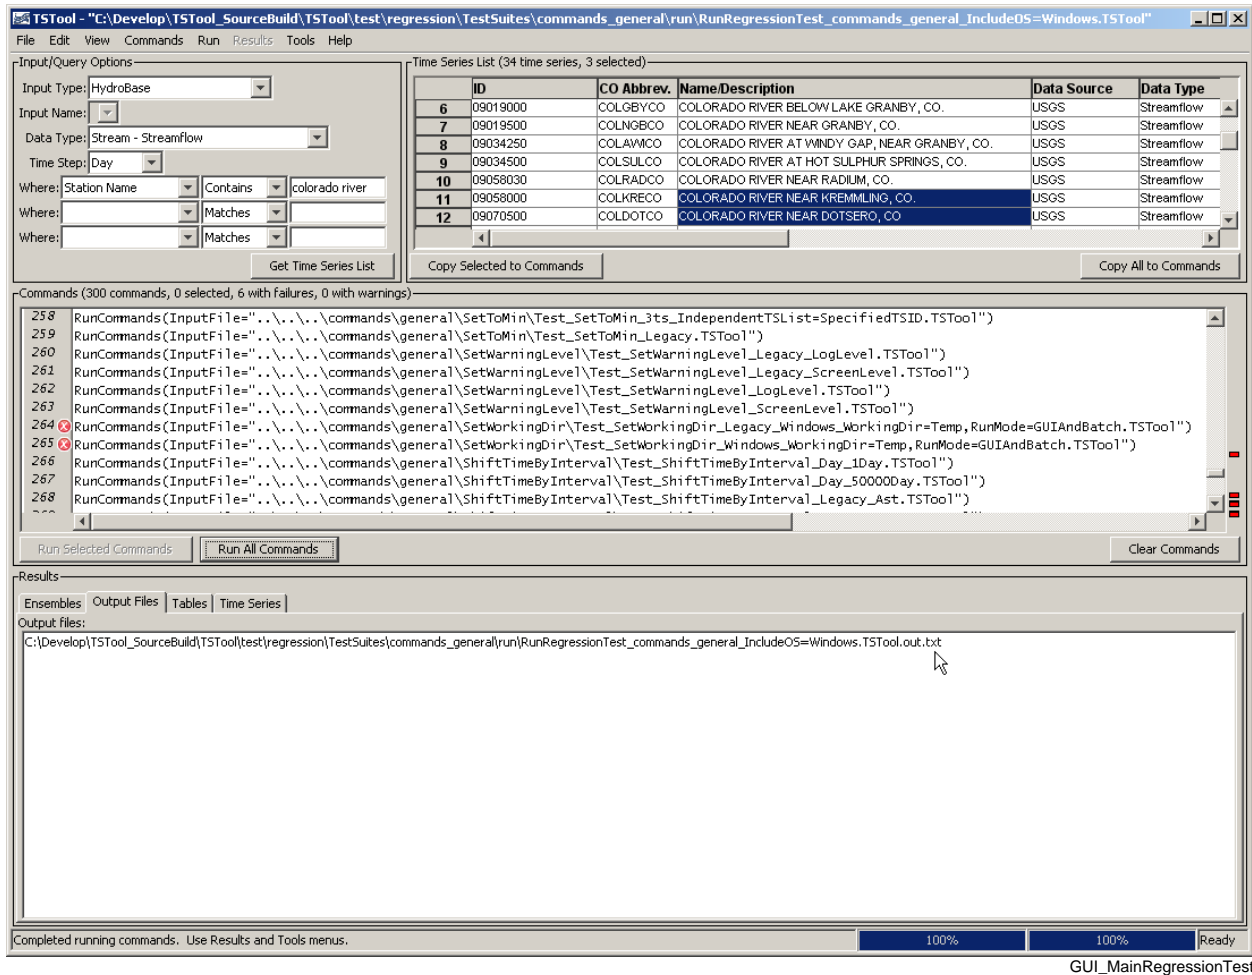 TSTool - "C:\Develop\TSTool_SourceBuild\TSTool\test\regression\TestSuites\commands_general\run\RunRegressionTest_commands_general_IncludeOS=Windows.TSTool"
File Edit View Commands Run Results Tools Help
Input/Query Options
Input Type: HydroBase
Input Name:
Data Type: Stream - Streamflow
Time Step: Day
Where: Station Name Contains colorado river
Where: Matches
Where: Matches
Get Time Series List
Time Series List (34 time series, 3 selected)
ID CO Abbrev. Name/Description Data Source Data Type
6 09019000 COLGBYCO COLORADO RIVER BELOW LAKE GRANBY, CO. USGS Streamflow
7 09019500 COLNGBCO COLORADO RIVER NEAR GRANBY, CO. USGS Streamflow
8 09034250 COLAWICO COLORADO RIVER AT WINDY GAP, NEAR GRANBY, CO. USGS Streamflow
9 09034500 COLSULCO COLORADO RIVER AT HOT SULPHUR SPRINGS, CO. USGS Streamflow
10 09058030 COLRADCO COLORADO RIVER NEAR RADIUM, CO. USGS Streamflow
11 09058000 COLKRECO COLORADO RIVER NEAR KREMMLING, CO. USGS Streamflow
12 09070500 COLDOTCO COLORADO RIVER NEAR DOTSERO, CO USGS Streamflow
Copy Selected to Commands Copy All to Commands
Commands (300 commands, 0 selected, 6 with failures, 0 with warnings)
258 RunCommands(InputFile="..\..\..\commands\general\SetToMin\Test_SetToMin_3ts_IndependentTSList=SpecifiedTSID.TSTool")
259 RunCommands(InputFile="..\..\..\commands\general\SetToMin\Test_SetToMin_Legacy.TSTool")
260 RunCommands(InputFile="..\..\..\commands\general\SetWarningLevel\Test_SetWarningLevel_Legacy_LogLevel.TSTool")
261 RunCommands(InputFile="..\..\..\commands\general\SetWarningLevel\Test_SetWarningLevel_Legacy_ScreenLevel.TSTool")
262 RunCommands(InputFile="..\..\..\commands\general\SetWarningLevel\Test_SetWarningLevel_LogLevel.TSTool")
263 RunCommands(InputFile="..\..\..\commands\general\SetWarningLevel\Test_SetWarningLevel_ScreenLevel.TSTool")
264 RunCommands(InputFile="..\..\..\commands\general\SetWorkingDir\Test_SetWorkingDir_Legacy_Windows_WorkingDir=Temp,RunMode=GUIAndBatch.TSTool")
265 RunCommands(InputFile="..\..\..\commands\general\SetWorkingDir\Test_SetWorkingDir_Windows_WorkingDir=Temp,RunMode=GUIAndBatch.TSTool")
266 RunCommands(InputFile="..\..\..\commands\general\ShiftTimeByInterval\Test_ShiftTimeByInterval_Day_1Day.TSTool")
267 RunCommands(InputFile="..\..\..\commands\general\ShiftTimeByInterval\Test_ShiftTimeByInterval_Day_50000Day.TSTool")
268 RunCommands(InputFile="..\..\..\commands\general\ShiftTimeByInterval\Test_ShiftTimeByInterval_Legacy_Ast.TSTool")
Run Selected Commands Run All Commands Clear Commands
Results
Ensembles Output Files Tables Time Series
Output files:
C:\Develop\TSTool_SourceBuild\TSTool\test\regression\TestSuites\commands_general\run\RunRegressionTest_commands_general_IncludeOS=Windows.TSTool.out.txt
Completed running commands. Use Results and Tools menus. 100% 100% Ready
GUI_MainRegressionTest